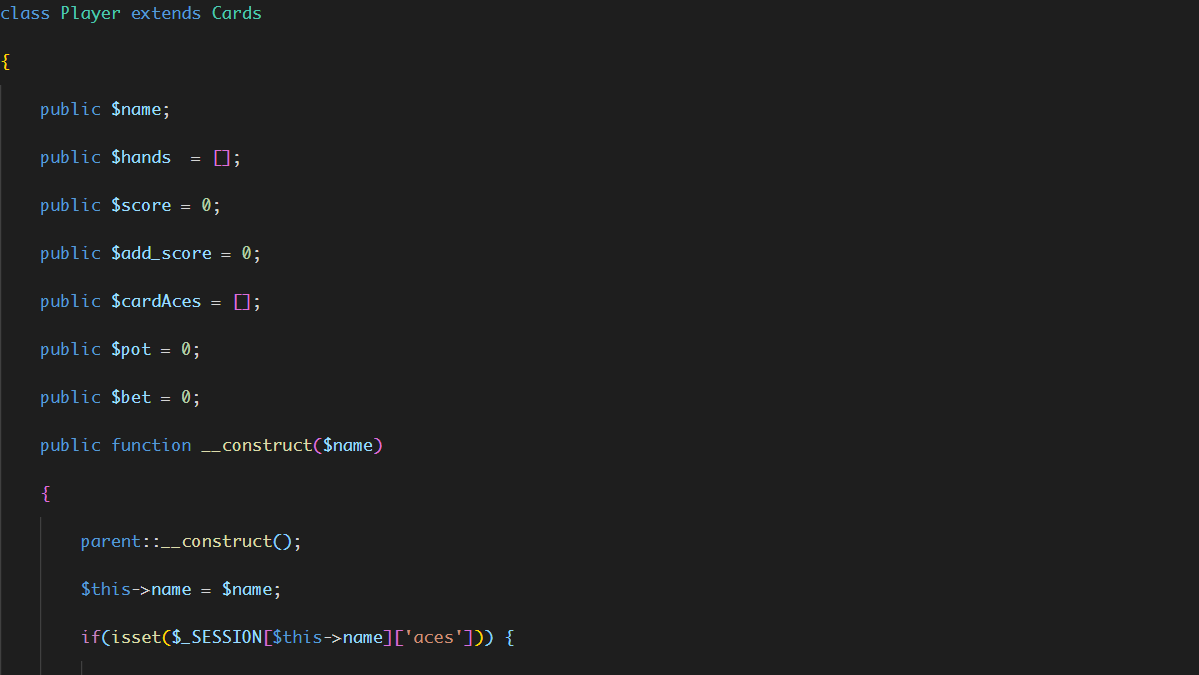 class Player extends Cards
{
public $name;
public $hands  = [];
public $score = 0;
public $add_score = 0;
public $cardAces = [];
public $pot = 0;
public $bet = 0;
public function __construct($name)
{
parent::__construct();
$this->name = $name;
if(isset($_SESSION[$this->name]['aces'])) {